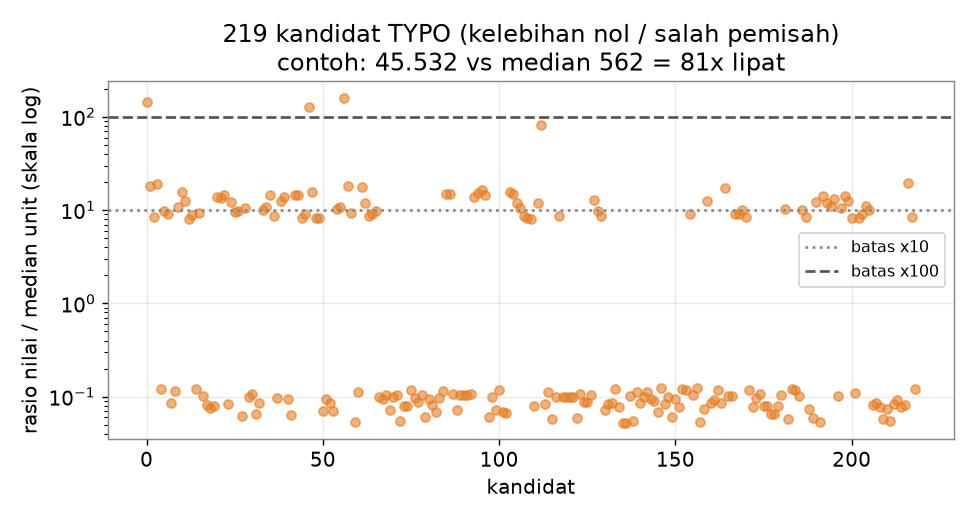 219 kandidat TYPO (kelebihan nol / salah pemisah)
contoh: 45.532 vs median 562 = 81x lipat
rasio nilai / median unit (skala log)
10²
10¹
10⁰
10⁻¹
batas x10
batas x100
0 50 100 150 200
kandidat